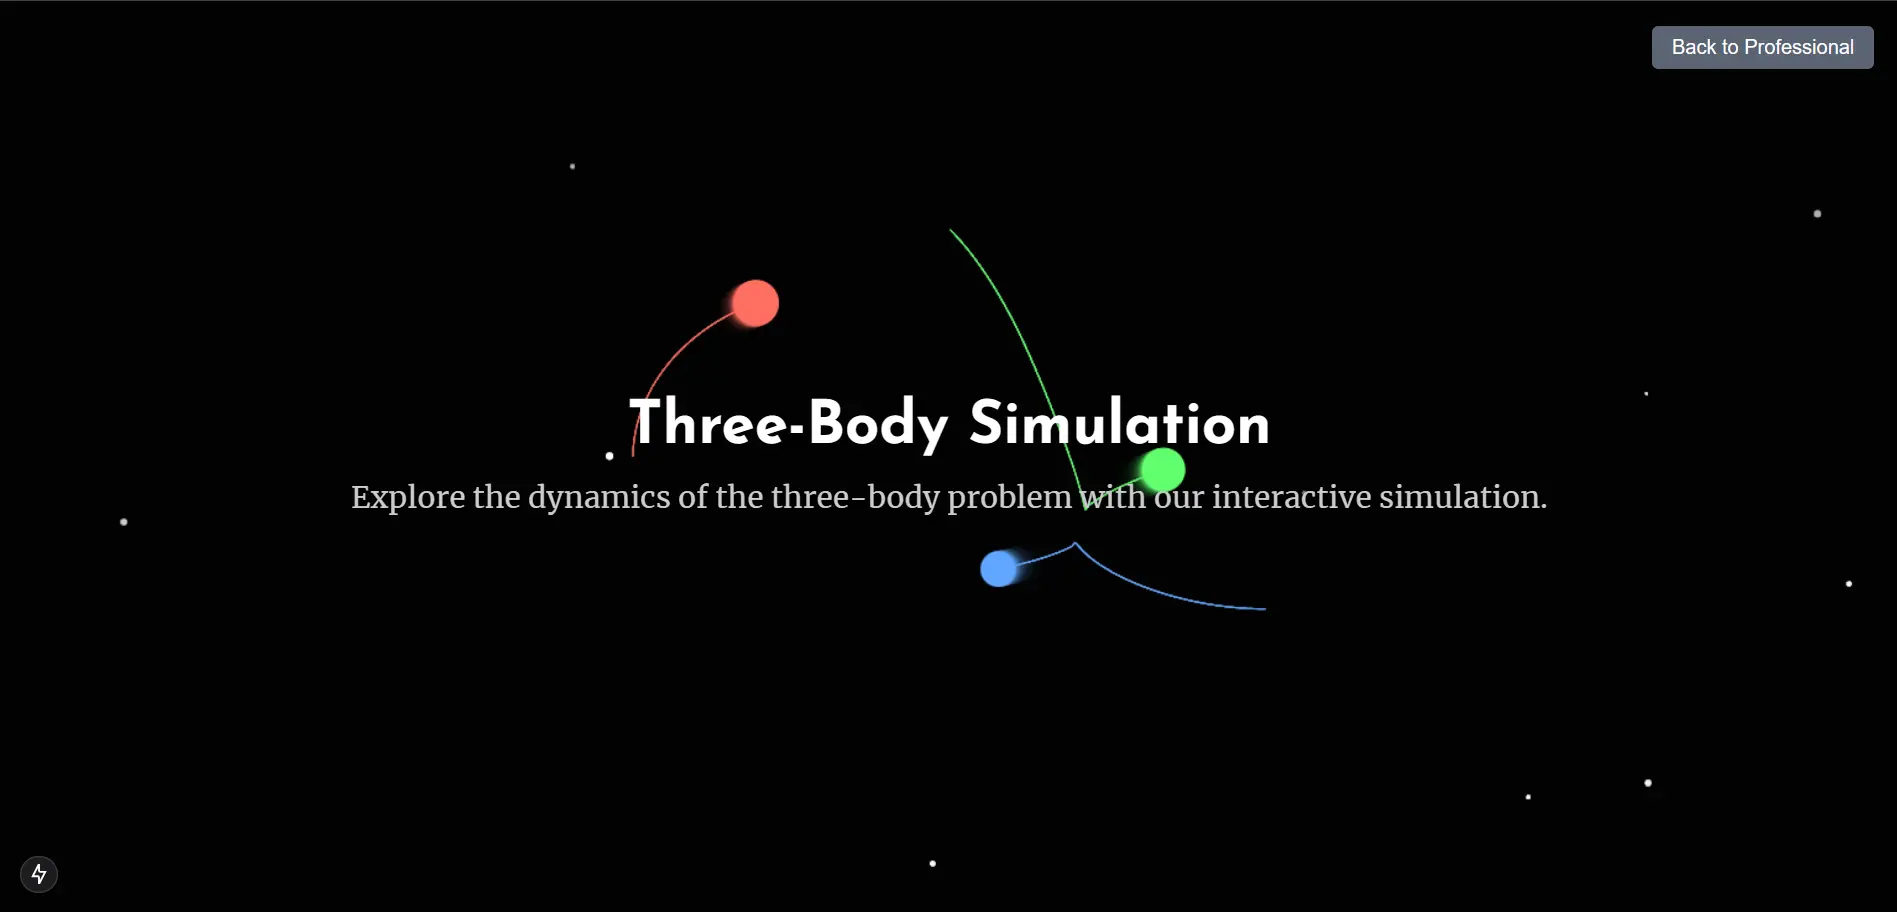 Back to Professional
Three-Body Simulation
Explore the dynamics of the three-body problem with our interactive simulation.